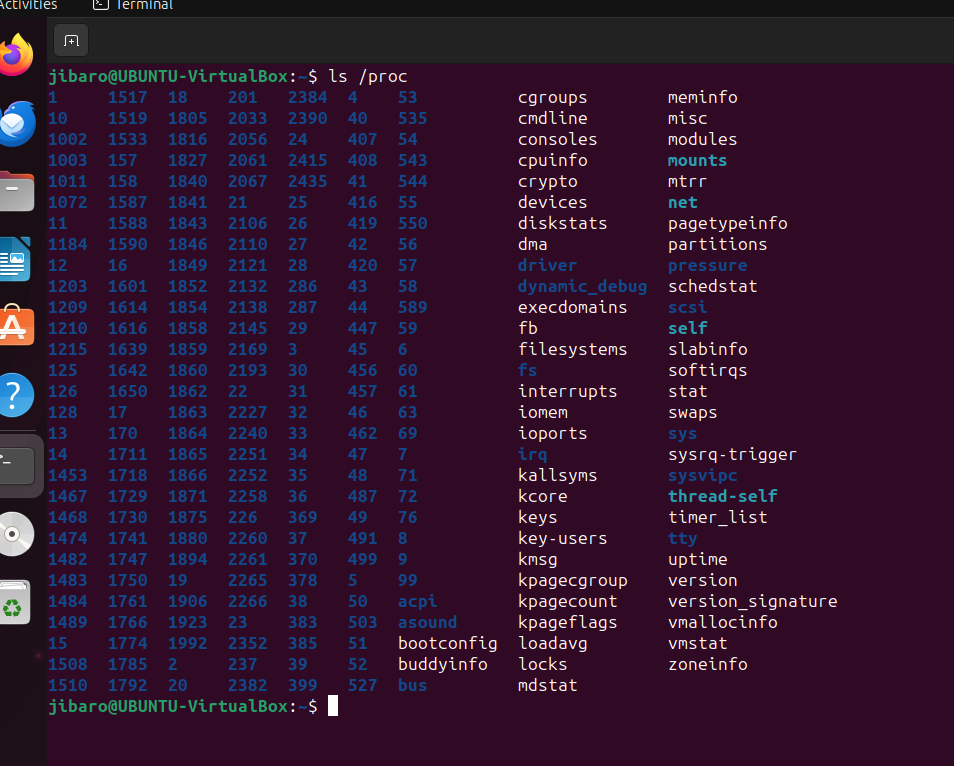 Activities Terminal
jibaro@UBUNTU-VirtualBox:~$ ls /proc
1 1517 18 201 2384 4 53 cgroups meminfo
10 1519 1805 2033 2390 40 535 cmdline misc
1002 1533 1816 2056 24 407 54 consoles modules
1003 157 1827 2061 2415 408 543 cpuinfo mounts
1011 158 1840 2067 2435 41 544 crypto mtrr
1072 1587 1841 21 25 416 55 devices net
11 1588 1843 2106 26 419 550 diskstats pagetypeinfo
1184 1590 1846 2110 27 42 56 dma partitions
12 16 1849 2121 28 420 57 driver pressure
1203 1601 1852 2132 286 43 58 dynamic_debug schedstat
1209 1614 1854 2138 287 44 589 execdomains scsi
1210 1616 1858 2145 29 447 59 fb self
1215 1639 1859 2169 3 45 6 filesystems slabinfo
125 1642 1860 2193 30 456 60 fs softirqs
126 1650 1862 22 31 457 61 interrupts stat
128 17 1863 2227 32 46 63 iomem swaps
13 170 1864 2240 33 462 69 ioports sys
14 1711 1865 2251 34 47 7 irq sysrq-trigger
1453 1718 1866 2252 35 48 71 kallsyms sysvipc
1467 1729 1871 2258 36 487 72 kcore thread-self
1468 1730 1875 226 369 49 76 keys timer_list
1474 1741 1880 2260 37 491 8 key-users tty
1482 1747 1894 2261 370 499 9 kmsg uptime
1483 1750 19 2265 378 5 99 kpagecgroup version
1484 1761 1906 2266 38 50 acpi kpagecount version_signature
1489 1766 1923 23 383 503 asound kpageflags vmallocinfo
15 1774 1992 2352 385 51 bootconfig loadavg vmstat
1508 1785 2 237 39 52 buddyinfo locks zoneinfo
1510 1792 20 2382 399 527 bus mdstat
jibaro@UBUNTU-VirtualBox:~$